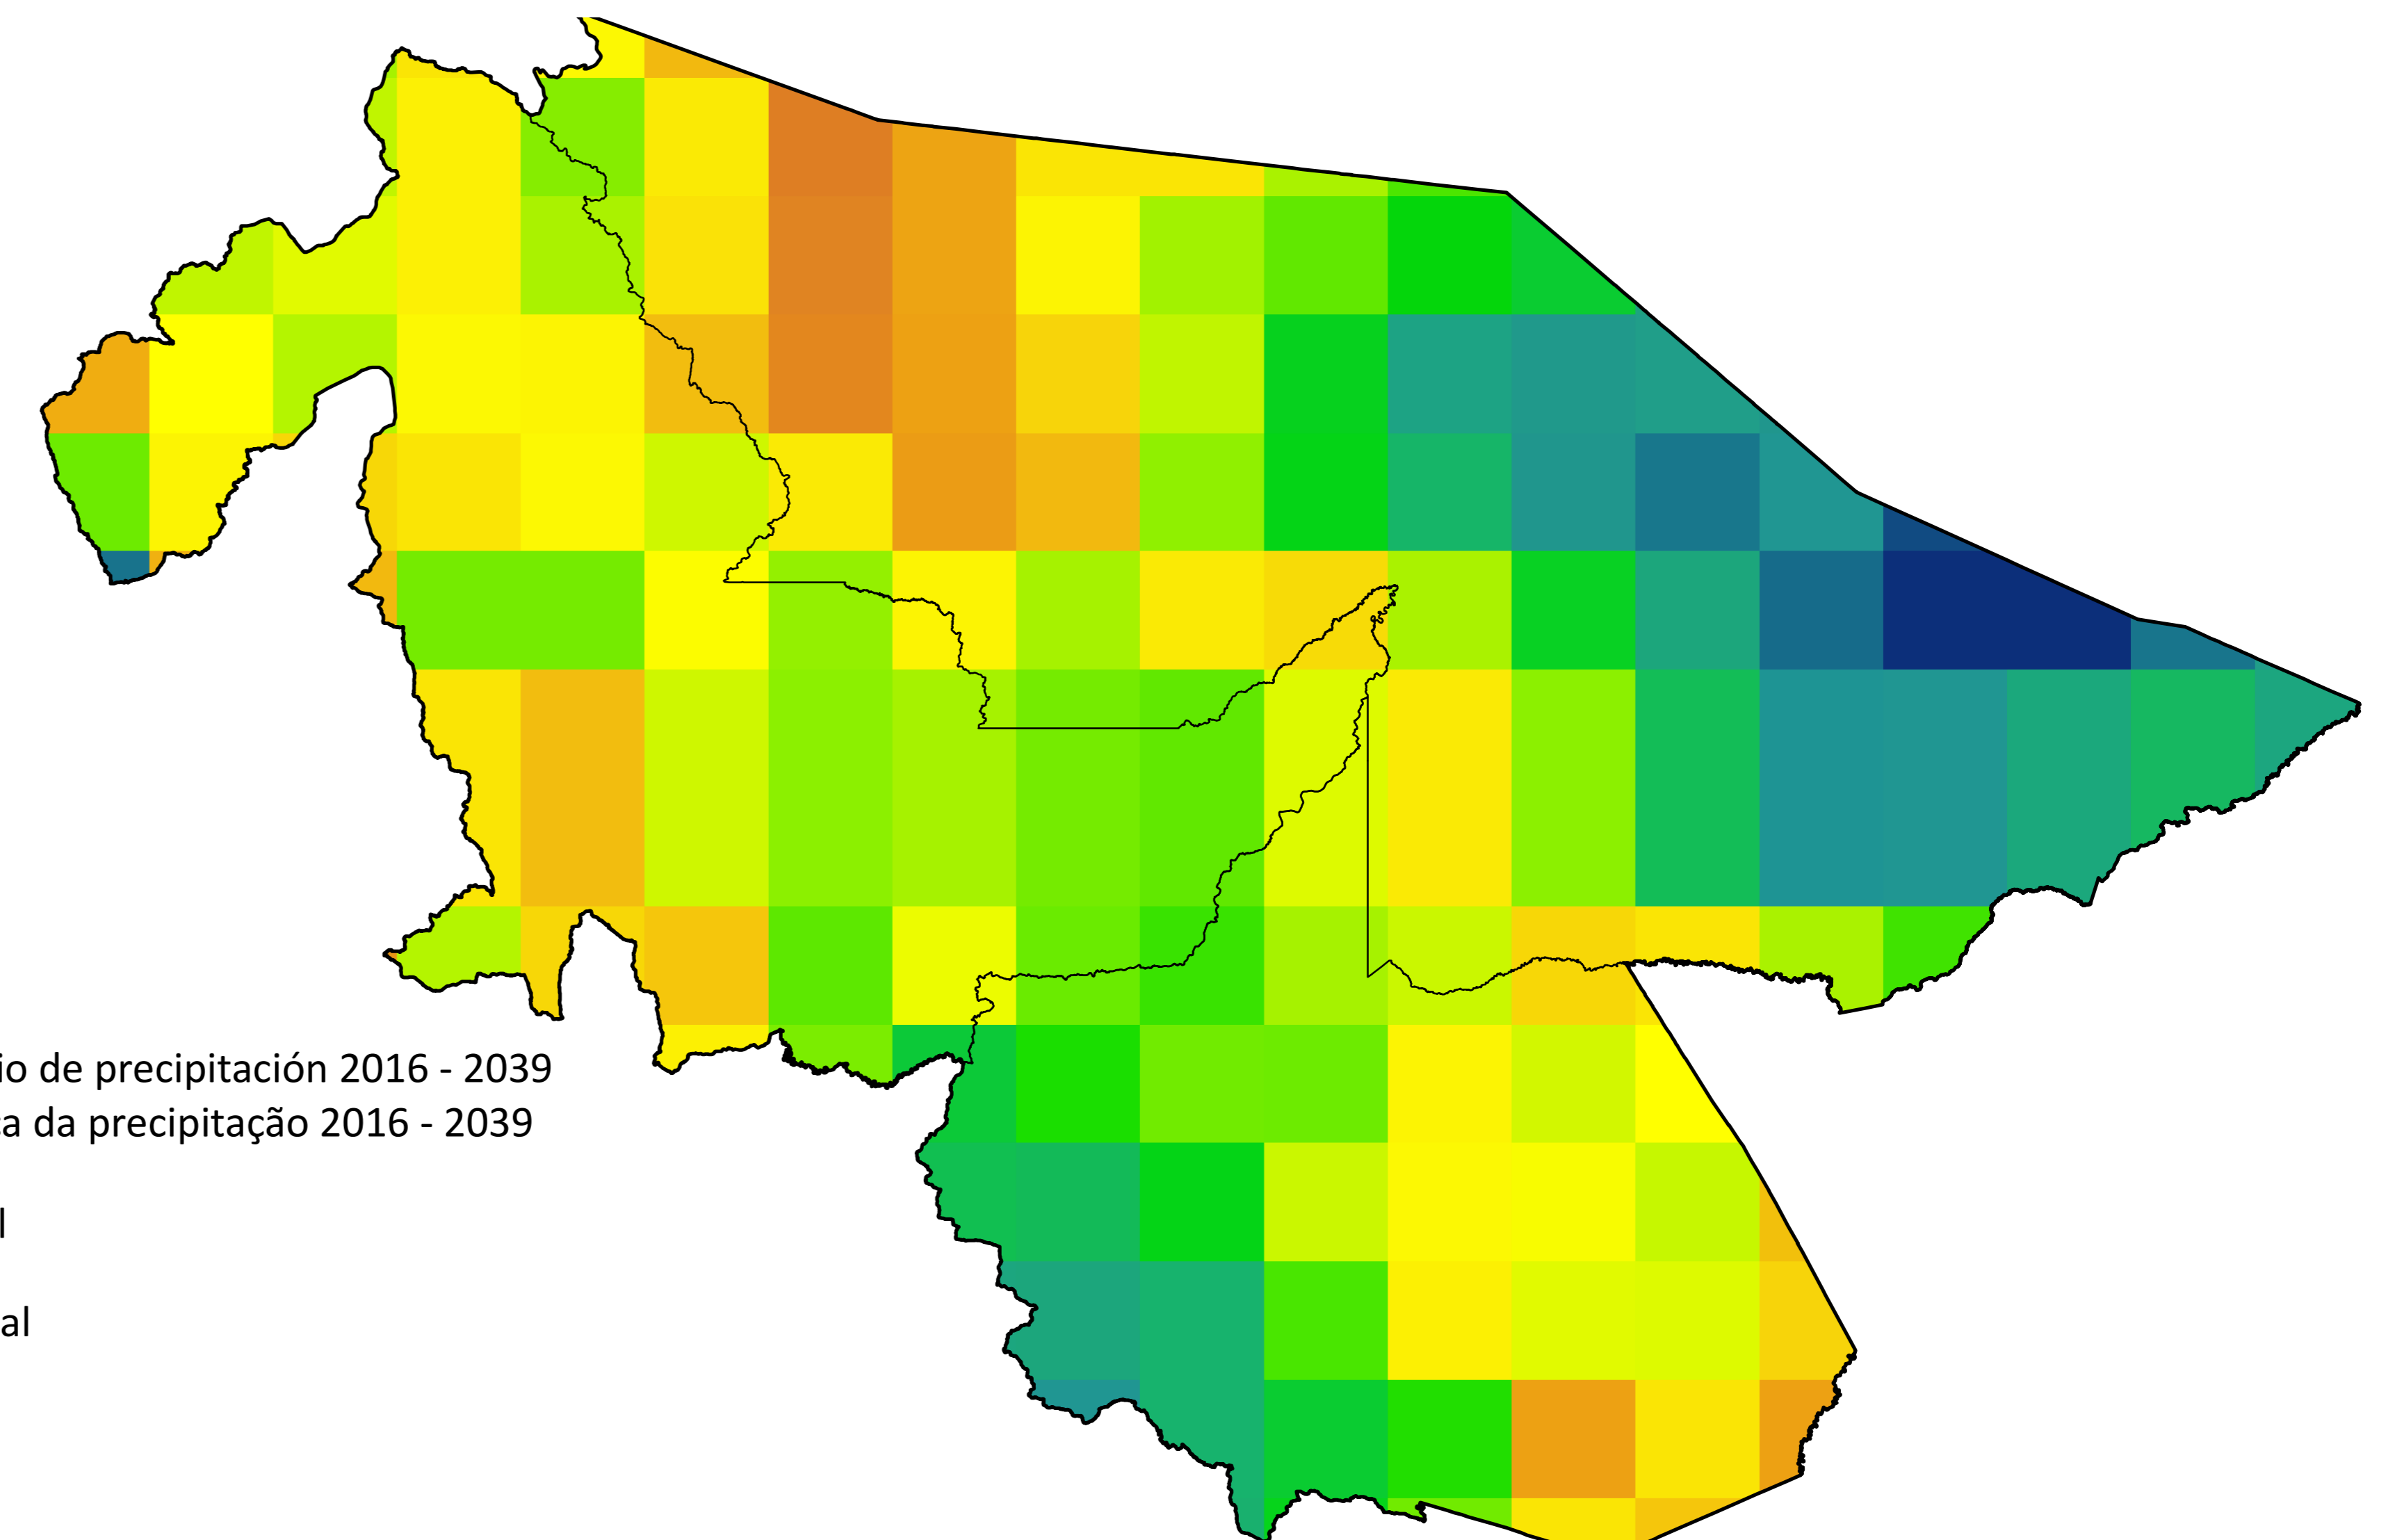 io de precipitación 2016 - 2039
a da precipitação 2016 - 2039
l
al